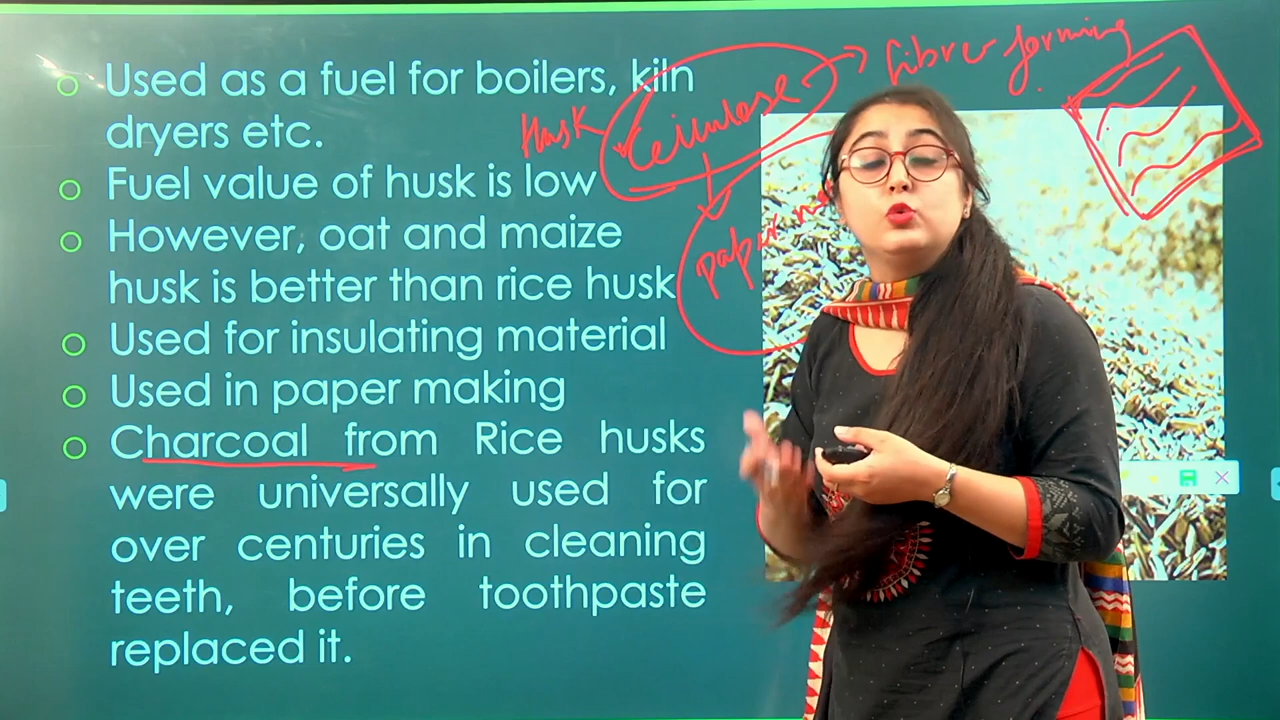 Used as a fuel for boilers, kiln
dryers etc.
Fuel value of husk is low
However, oat and maize
husk is better than rice husk
Used for insulating material
Used in paper making
Charcoal from Rice husks
were universally used for
over centuries in cleaning
teeth, before toothpaste
replaced it.
Husk
fibre forming
paper